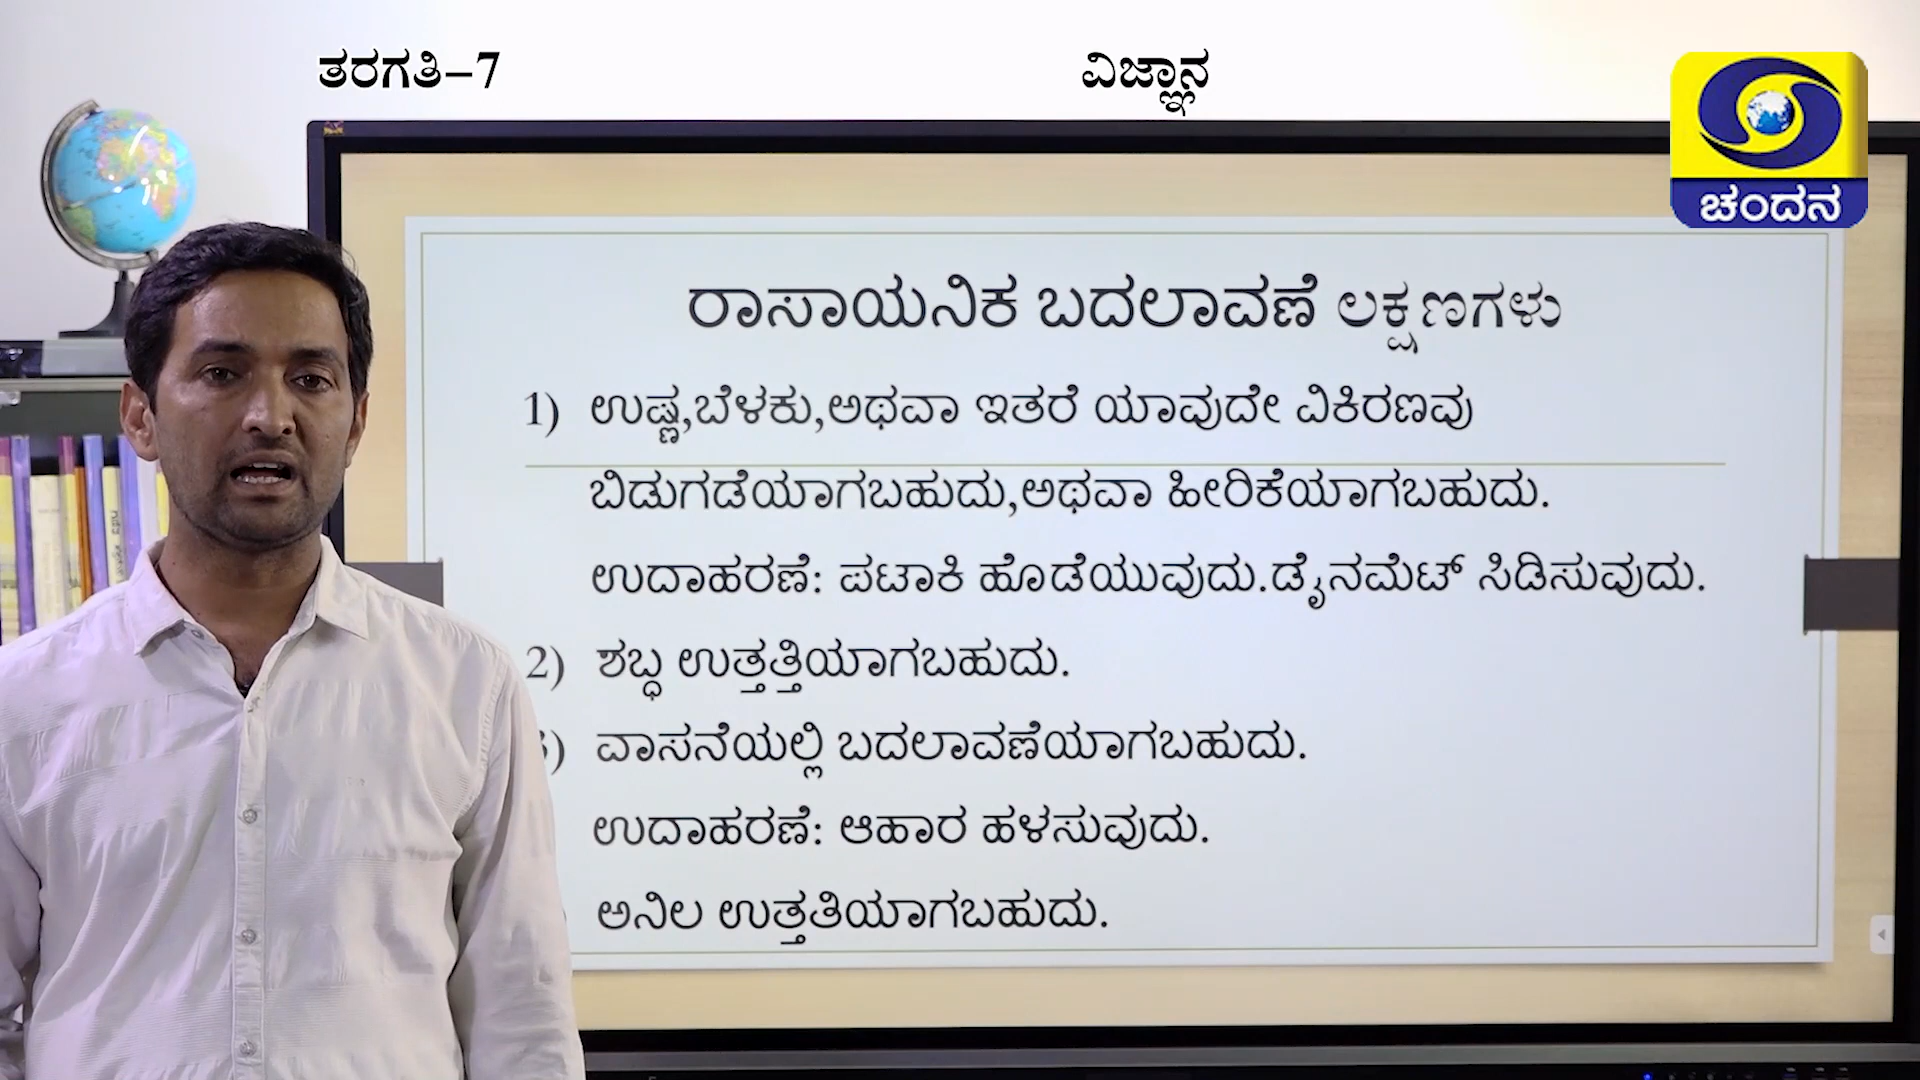 ತರಗತಿ–7
ವಿಜ್ಞಾನ
ಚಂದನ
ರಾಸಾಯನಿಕ ಬದಲಾವಣೆ ಲಕ್ಷಣಗಳು
1) ಉಷ್ಣ,ಬೆಳಕು,ಅಥವಾ ಇತರೆ ಯಾವುದೇ ವಿಕಿರಣವು
ಬಿಡುಗಡೆಯಾಗಬಹುದು,ಅಥವಾ ಹೀರಿಕೆಯಾಗಬಹುದು.
ಉದಾಹರಣೆ: ಪಟಾಕಿ ಹೊಡೆಯುವುದು.ಡೈನಮೆಟ್ ಸಿಡಿಸುವುದು.
2) ಶಬ್ಧ ಉತ್ತತ್ತಿಯಾಗಬಹುದು.
) ವಾಸನೆಯಲ್ಲಿ ಬದಲಾವಣೆಯಾಗಬಹುದು.
ಉದಾಹರಣೆ: ಆಹಾರ ಹಳಸುವುದು.
ಅನಿಲ ಉತ್ತತಿಯಾಗಬಹುದು.